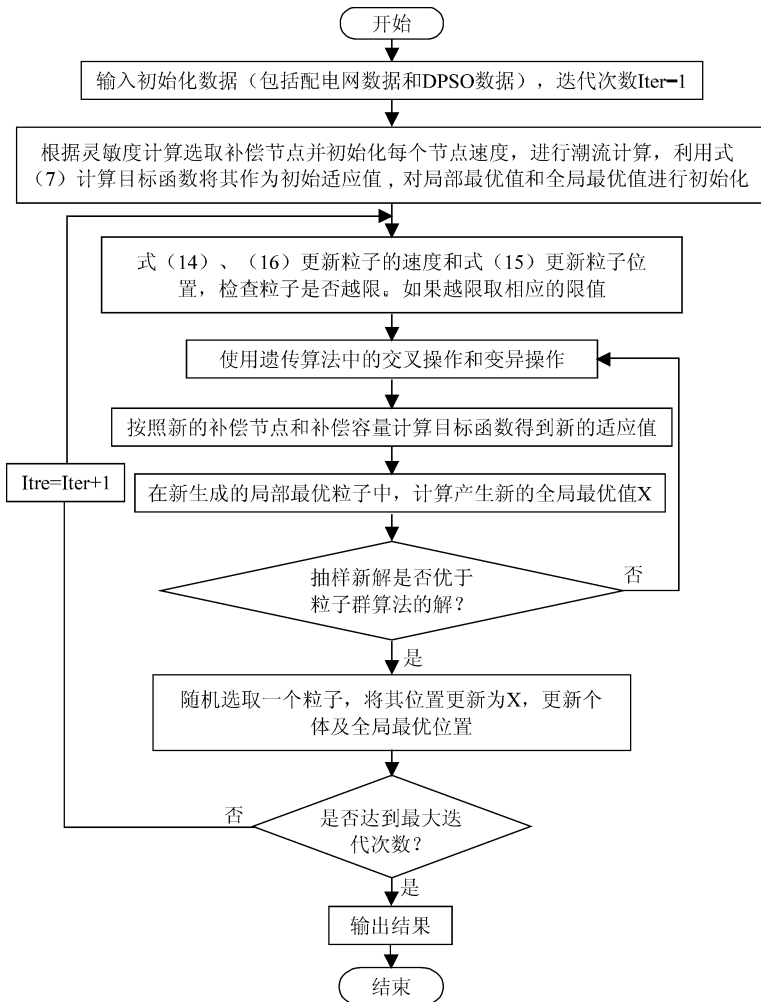 开始
输入初始化数据（包括配电网数据和DPSO数据），迭代次数Iter=1
根据灵敏度计算选取补偿节点并初始化每个节点速度，进行潮流计算，利用式
（7）计算目标函数将其作为初始适应值，对局部最优值和全局最优值进行初始化
式（14）、（16）更新粒子的速度和式（15）更新粒子位
置，检查粒子是否越限。如果越限取相应的限值
使用遗传算法中的交叉操作和变异操作
按照新的补偿节点和补偿容量计算目标函数得到新的适应值
Itre=Iter+1
在新生成的局部最优粒子中，计算产生新的全局最优值X
抽样新解是否优于
粒子群算法的解？
否
是
随机选取一个粒子，将其位置更新为X，更新个
体及全局最优位置
否
是否达到最大迭
代次数？
是
输出结果
结束